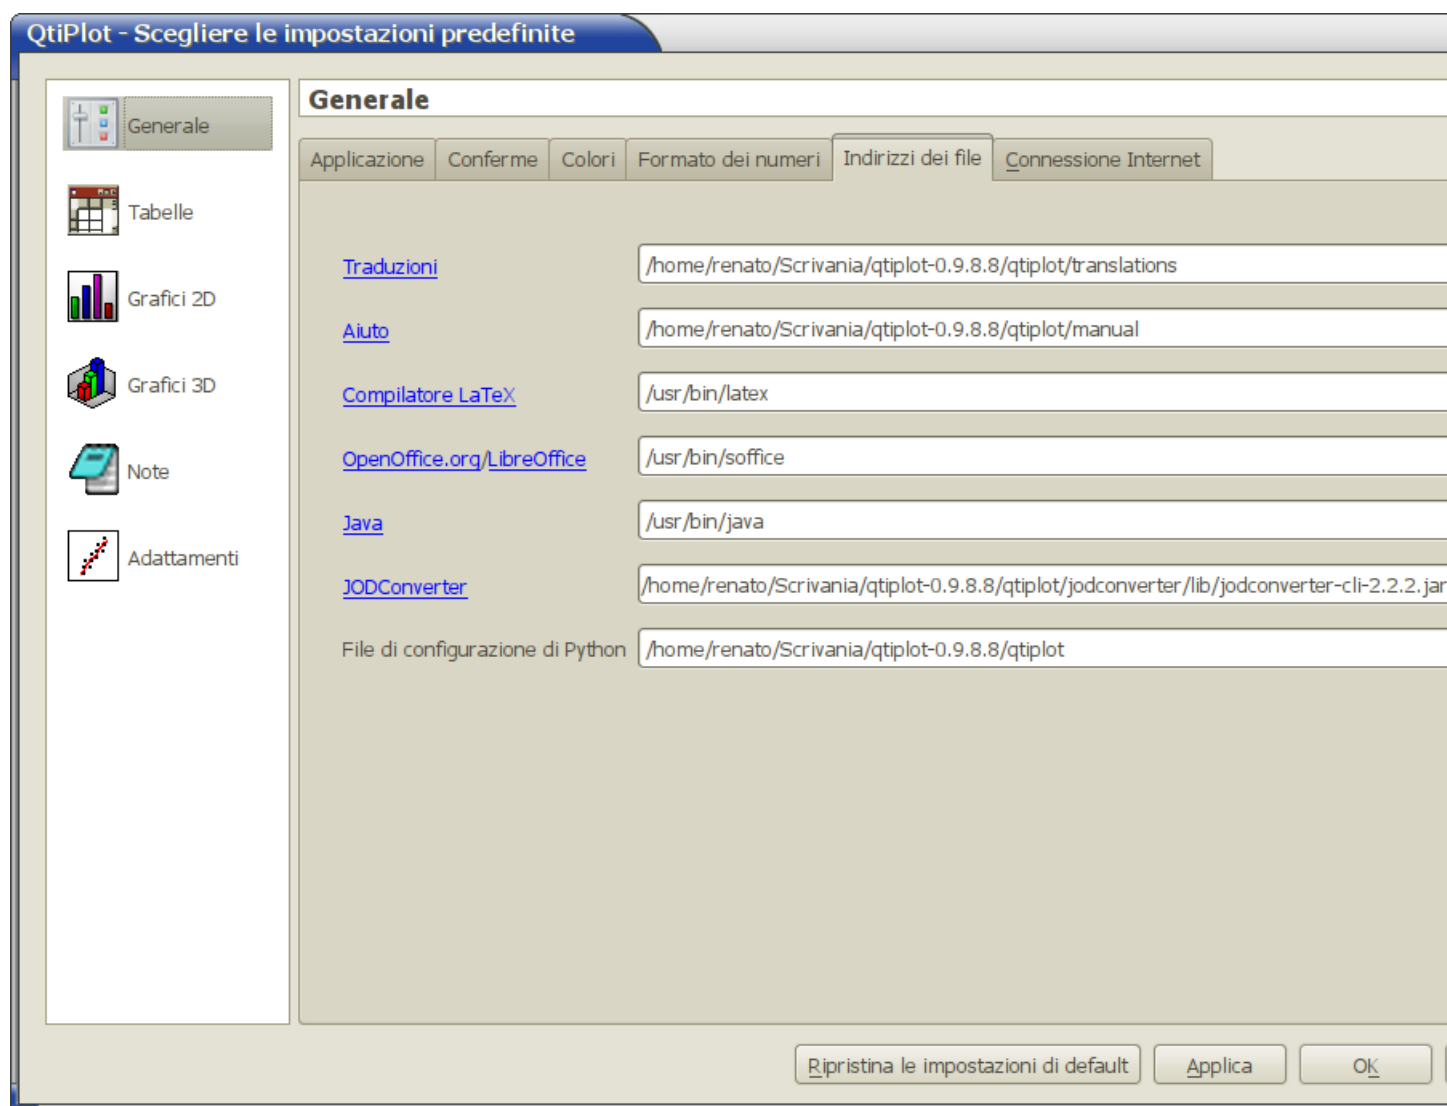 QtiPlot - Scegliere le impostazioni predefinite
Generale
Tabelle
Grafici 2D
Grafici 3D
Note
Adattamenti
Generale
Applicazione Conferme Colori Formato dei numeri Indirizzi dei file Connessione Internet
Traduzioni /home/renato/Scrivania/qtiplot-0.9.8.8/qtiplot/translations
Aiuto /home/renato/Scrivania/qtiplot-0.9.8.8/qtiplot/manual
Compilatore LaTeX /usr/bin/latex
OpenOffice.org/LibreOffice /usr/bin/soffice
Java /usr/bin/java
JODConverter /home/renato/Scrivania/qtiplot-0.9.8.8/qtiplot/jodconverter/lib/jodconverter-cli-2.2.2.jar
File di configurazione di Python /home/renato/Scrivania/qtiplot-0.9.8.8/qtiplot
Ripristina le impostazioni di default Applica OK